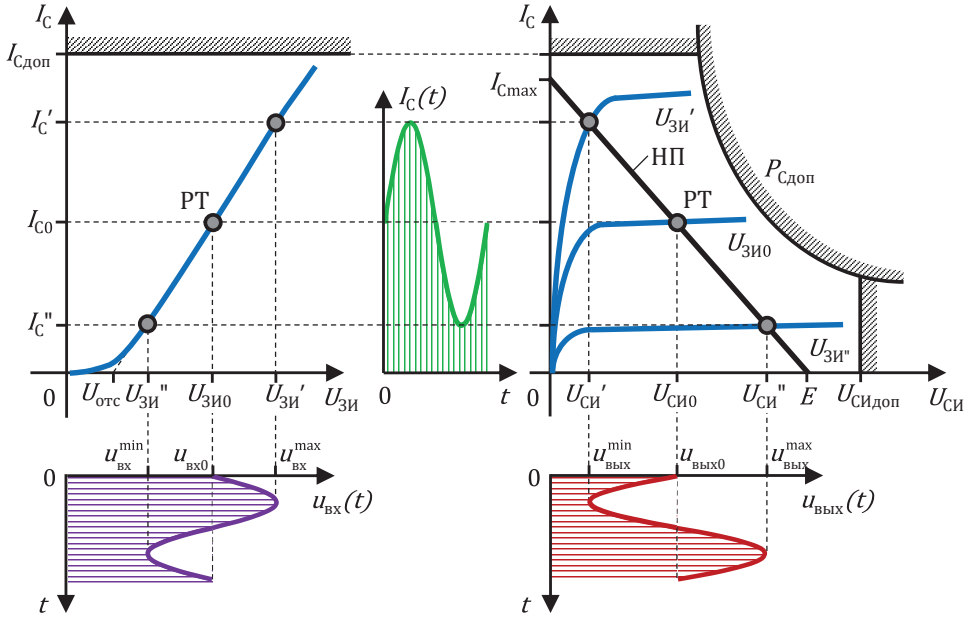 I_C
I_Cдоп
I_C′
РТ
I_C0
I_C″
0
U_отс
U_ЗИ″
U_ЗИ0
U_ЗИ′
U_ЗИ
I_C(t)
0
t
I_C
I_Cmax
U_ЗИ′
НП
P_Cдоп
РТ
U_ЗИ0
U_ЗИ"
0
U_СИ′
U_СИ0
U_СИ″
E
U_СИдоп
U_СИ
u_вх^min
u_вх0
u_вх^max
0
u_вх(t)
t
u_вых^min
u_вых0
u_вых^max
0
u_вых(t)
t